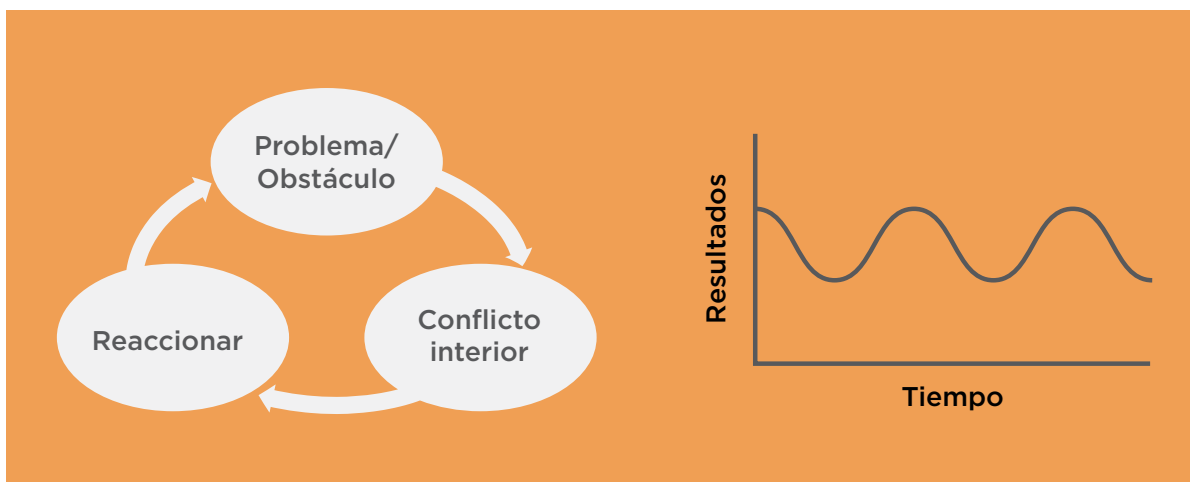 Problema/
Obstáculo
Reaccionar
Conflicto
interior
Resultados
Tiempo